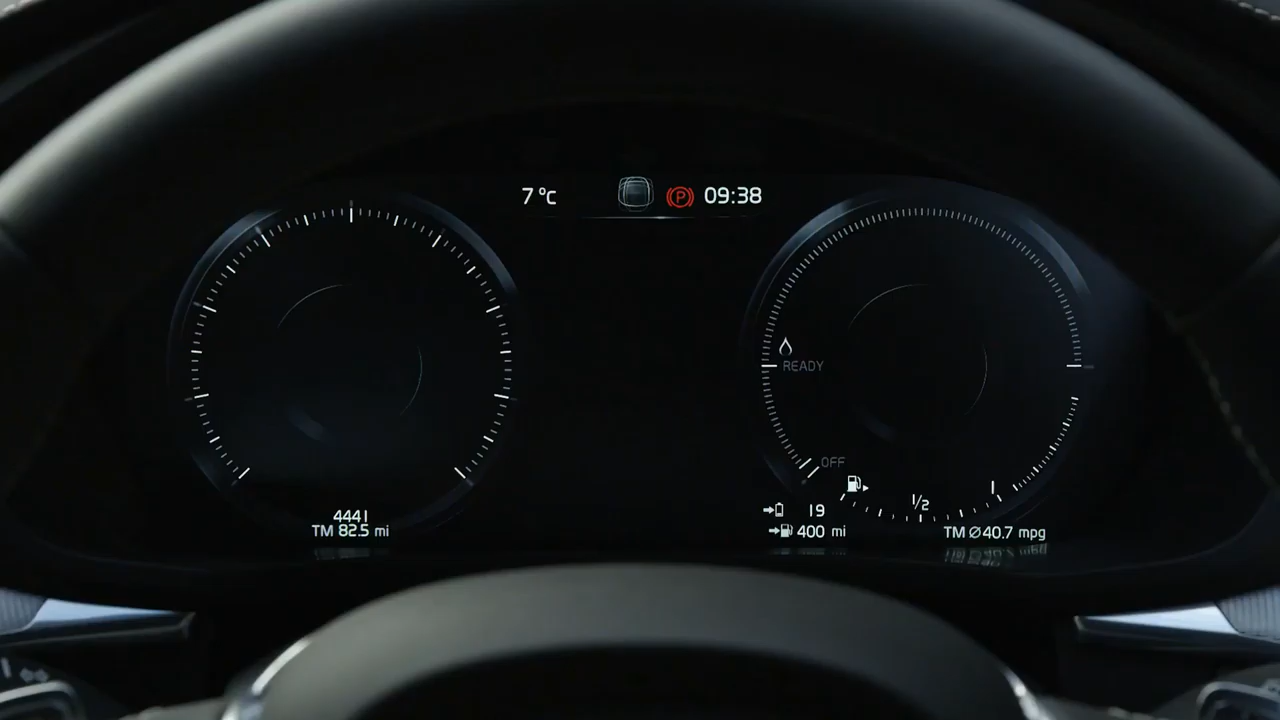 7 °C
P
09:38
READY
OFF
1/2
1
4441
TM 82.5 mi
19
400 mi
TM Ø40.7 mpg